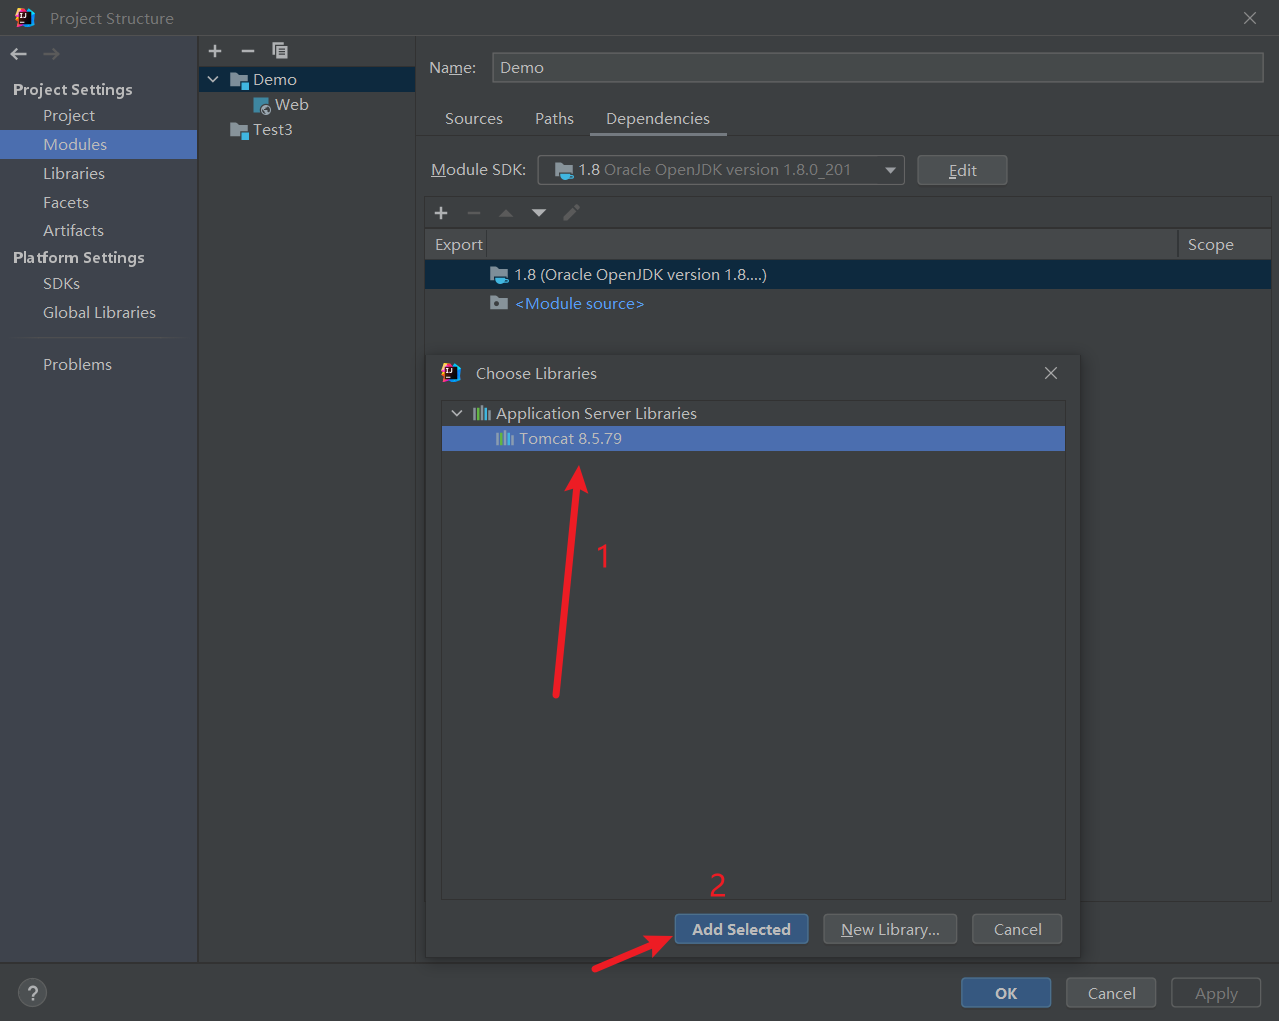 Project Structure
Project Settings
Project
Modules
Libraries
Facets
Artifacts
Platform Settings
SDKs
Global Libraries
Problems
Demo
Web
Test3
Name: Demo
Sources Paths Dependencies
Module SDK: 1.8 Oracle OpenJDK version 1.8.0_201 Edit
Export Scope
1.8 (Oracle OpenJDK version 1.8....)
<Module source>
Choose Libraries
Application Server Libraries
Tomcat 8.5.79
1
2
Add Selected New Library... Cancel
? OK Cancel Apply